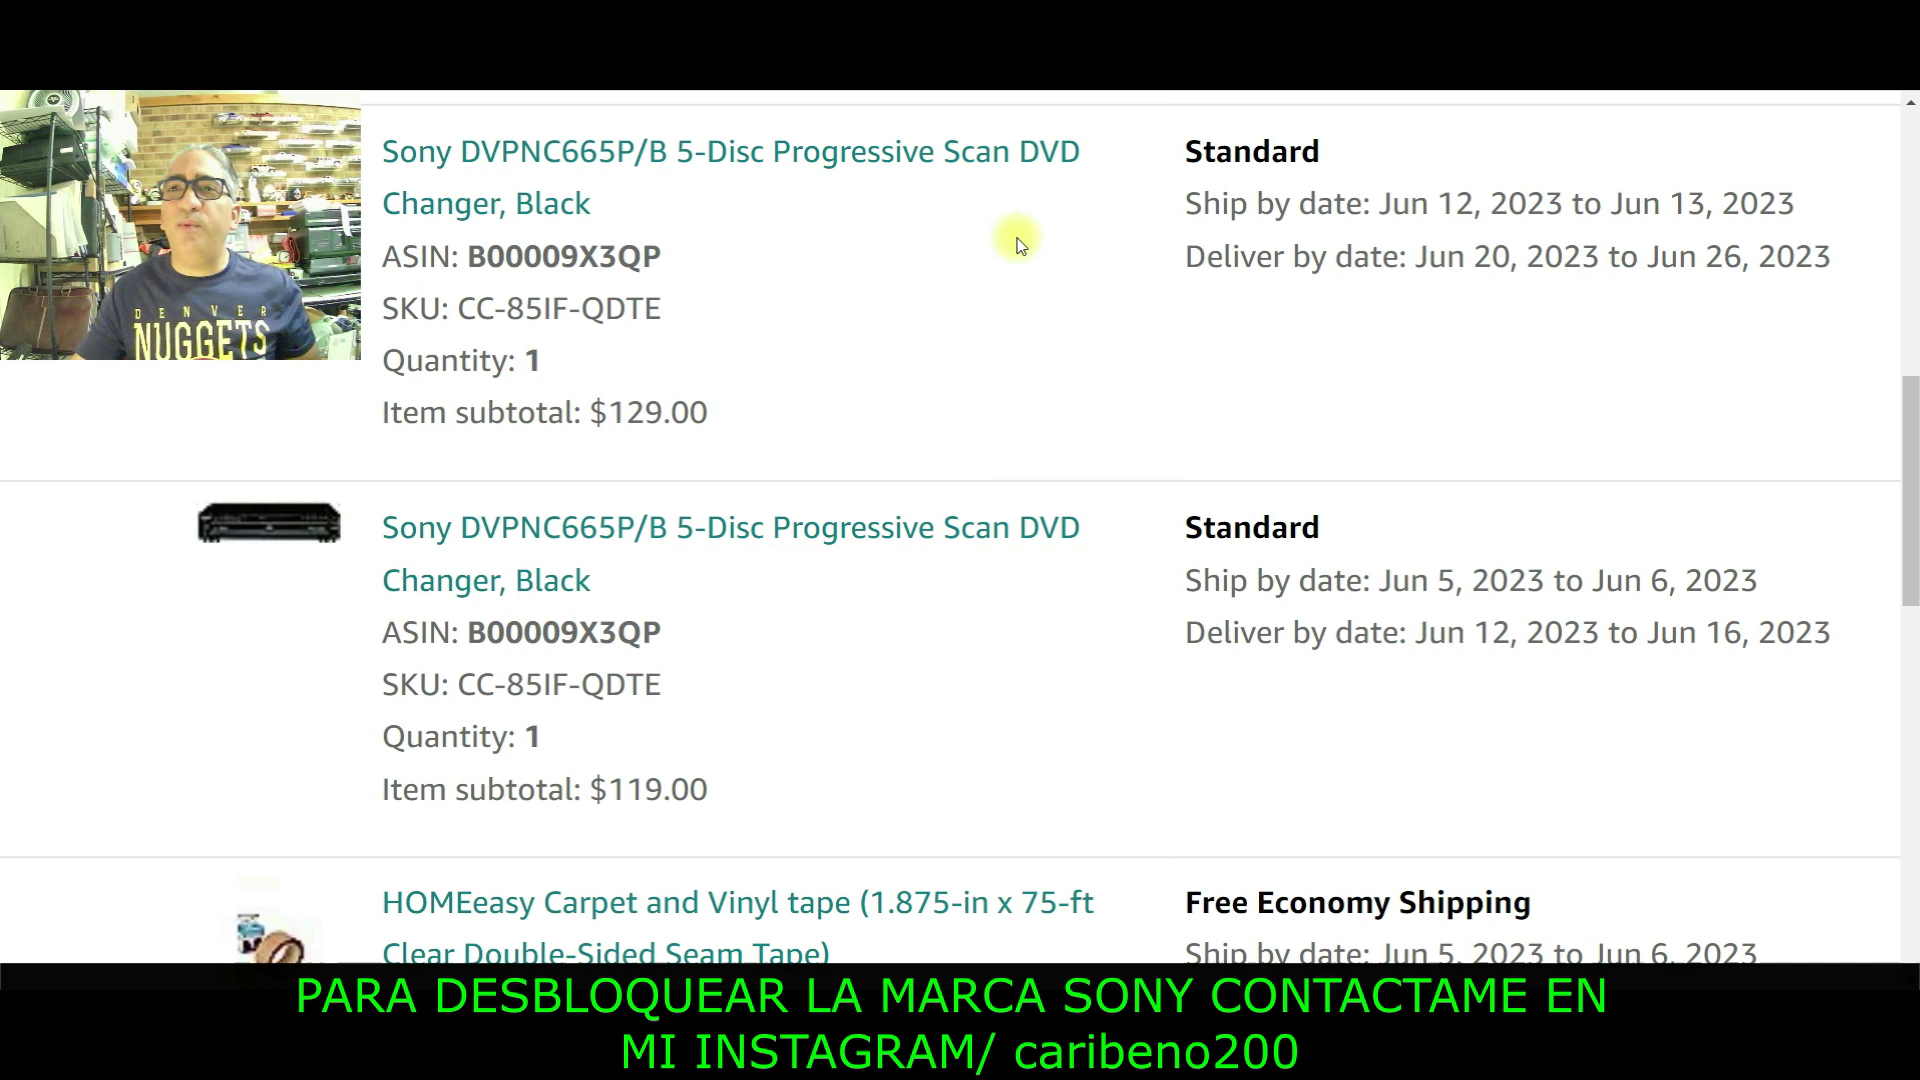 Sony DVPNC665P/B 5-Disc Progressive Scan DVD
Changer, Black
ASIN: B00009X3QP
SKU: CC-85IF-QDTE
Quantity: 1
Item subtotal: $129.00
Standard
Ship by date: Jun 12, 2023 to Jun 13, 2023
Deliver by date: Jun 20, 2023 to Jun 26, 2023
DENVER
NUGGETS
Sony DVPNC665P/B 5-Disc Progressive Scan DVD
Changer, Black
ASIN: B00009X3QP
SKU: CC-85IF-QDTE
Quantity: 1
Item subtotal: $119.00
Standard
Ship by date: Jun 5, 2023 to Jun 6, 2023
Deliver by date: Jun 12, 2023 to Jun 16, 2023
HOMEeasy Carpet and Vinyl tape (1.875-in x 75-ft
Clear Double-Sided Seam Tape)
Free Economy Shipping
Ship by date: Jun 5, 2023 to Jun 6, 2023
PARA DESBLOQUEAR LA MARCA SONY CONTACTAME EN
MI INSTAGRAM/ caribeno200